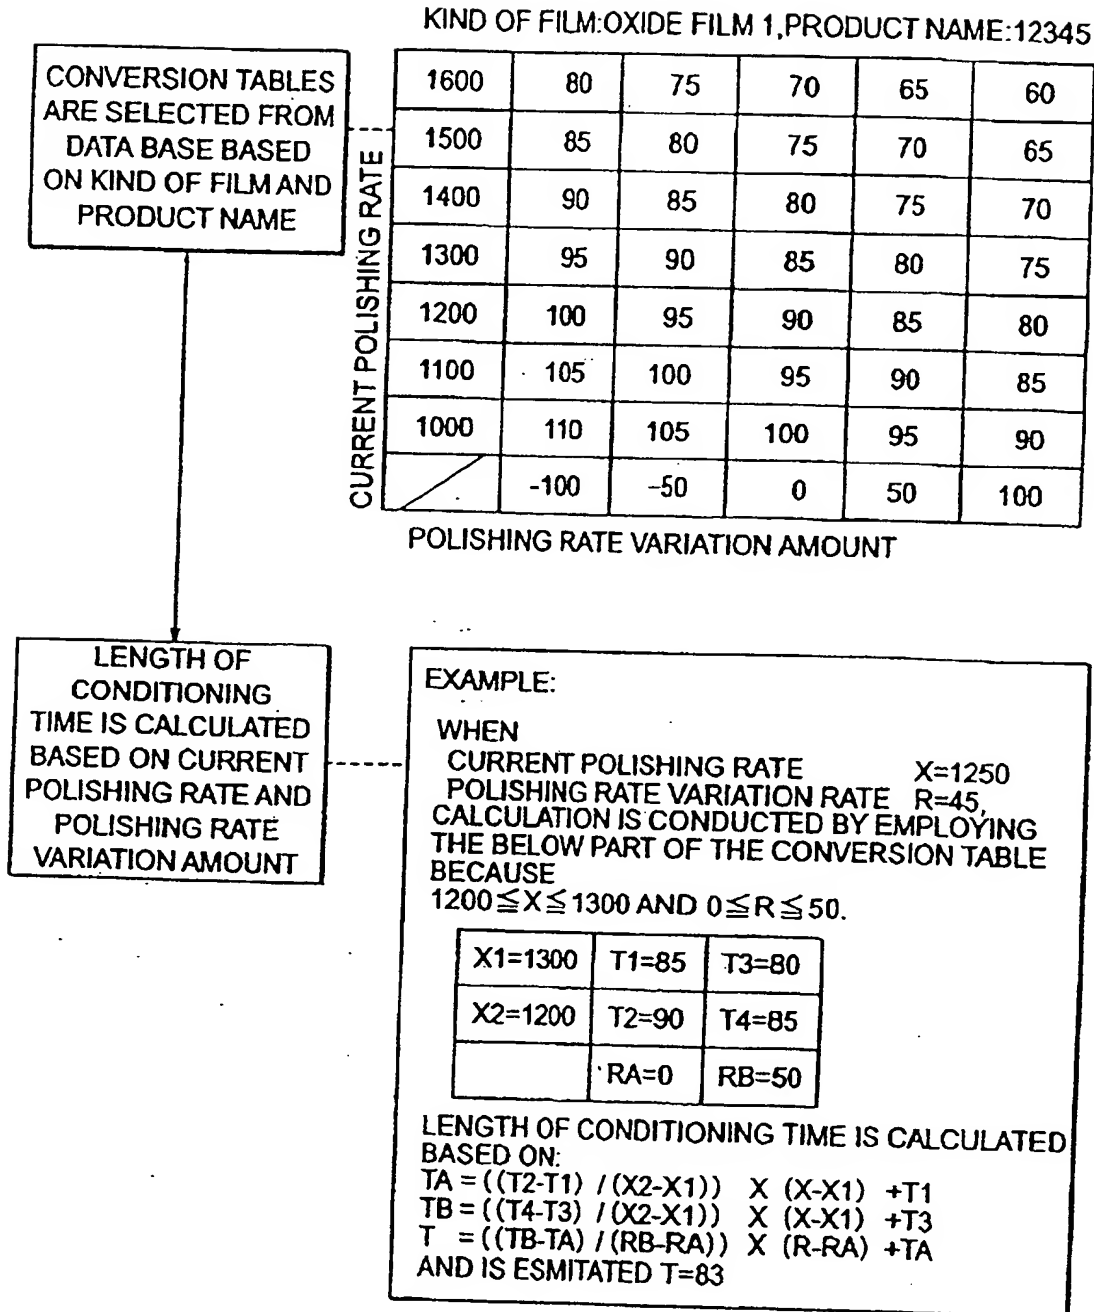 KIND OF FILM:OXIDE FILM 1,PRODUCT NAME:12345
CONVERSION TABLES
ARE SELECTED FROM
DATA BASE BASED
ON KIND OF FILM AND
PRODUCT NAME
CURRENT POLISHING RATE
1600 80 75 70 65 60
1500 85 80 75 70 65
1400 90 85 80 75 70
1300 95 90 85 80 75
1200 100 95 90 85 80
1100 105 100 95 90 85
1000 110 105 100 95 90
-100 -50 0 50 100
POLISHING RATE VARIATION AMOUNT
LENGTH OF
CONDITIONING
TIME IS CALCULATED
BASED ON CURRENT
POLISHING RATE AND
POLISHING RATE
VARIATION AMOUNT
EXAMPLE:
WHEN
CURRENT POLISHING RATE X=1250
POLISHING RATE VARIATION RATE R=45,
CALCULATION IS CONDUCTED BY EMPLOYING
THE BELOW PART OF THE CONVERSION TABLE
BECAUSE
1200≦X≦1300 AND 0≦R≦50.
X1=1300 T1=85 T3=80
X2=1200 T2=90 T4=85
RA=0 RB=50
LENGTH OF CONDITIONING TIME IS CALCULATED
BASED ON:
TA = ((T2-T1) / (X2-X1)) X (X-X1) +T1
TB = ((T4-T3) / (X2-X1)) X (X-X1) +T3
T = ((TB-TA) / (RB-RA)) X (R-RA) +TA
AND IS ESMITATED T=83